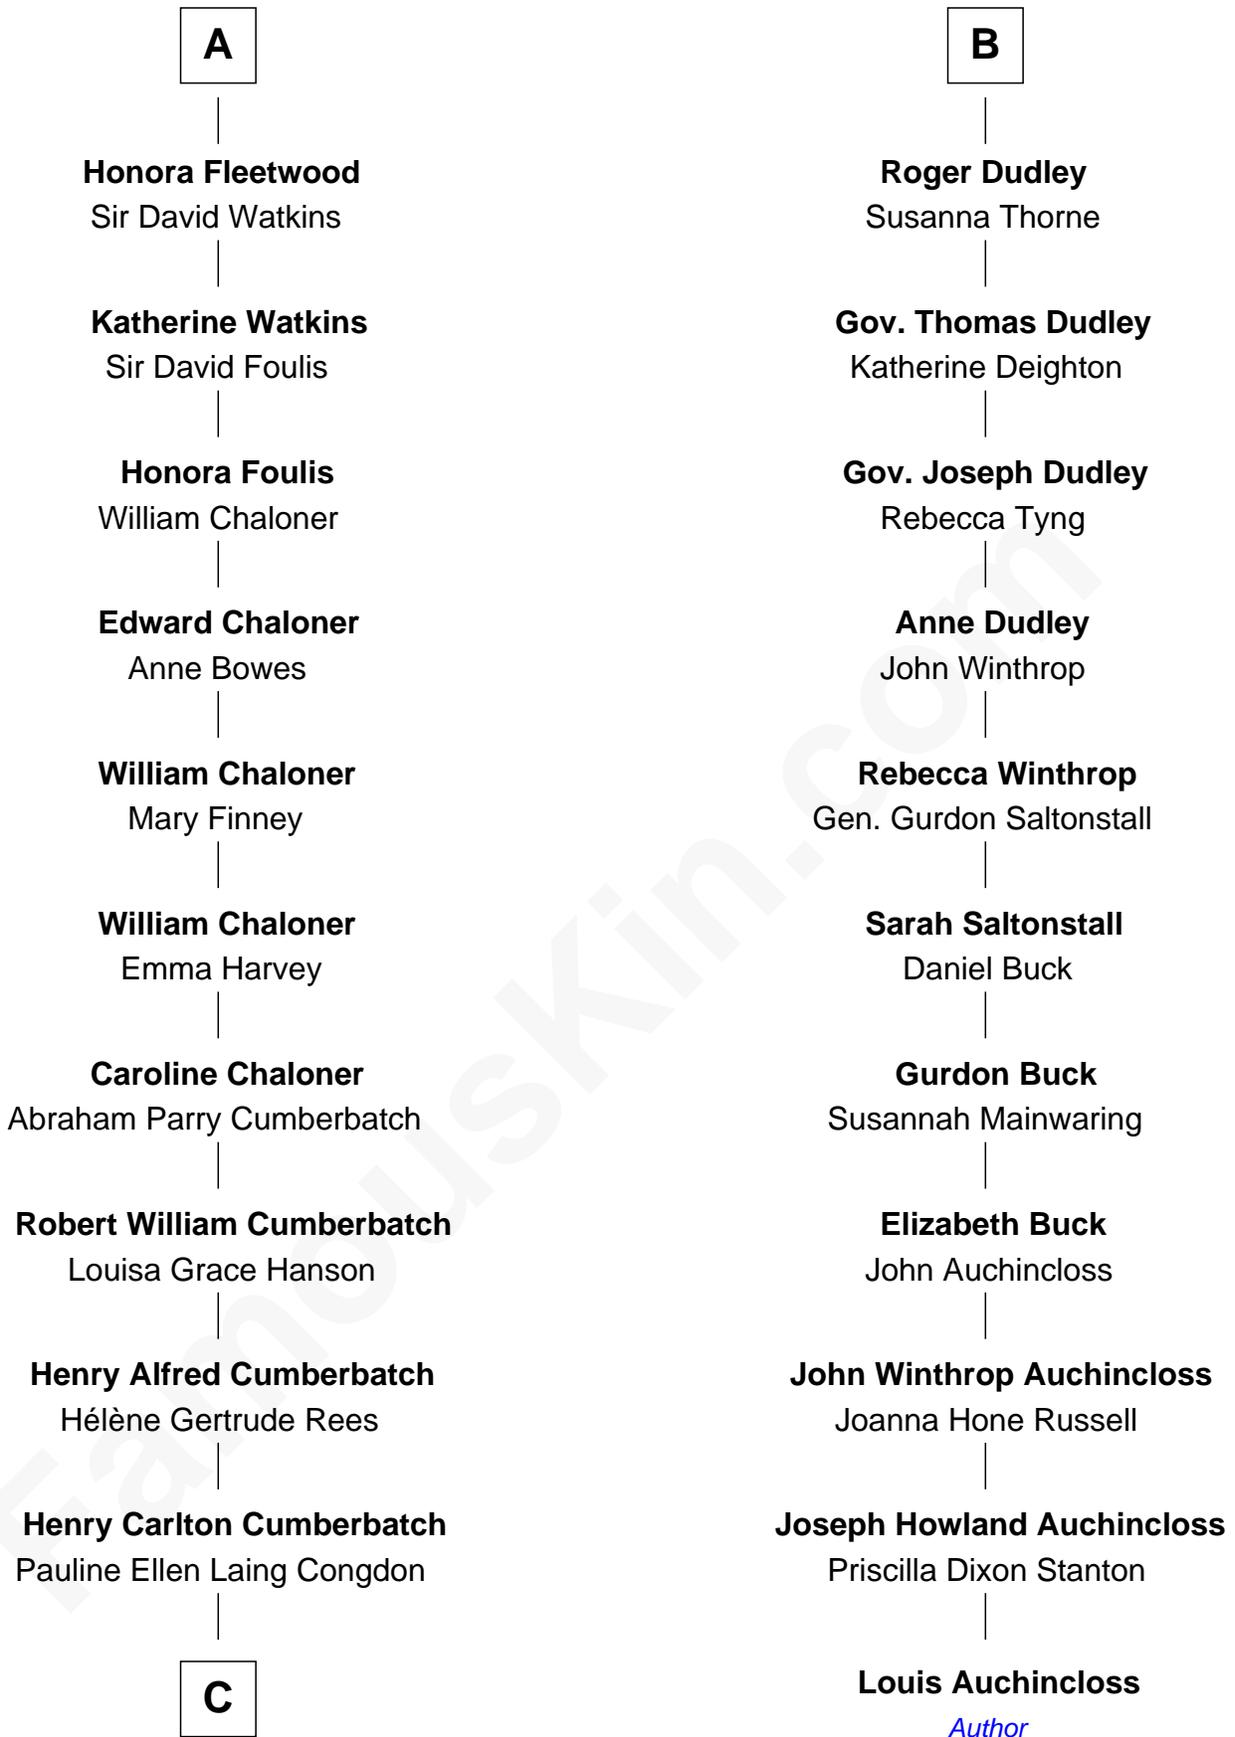 A
Honora Fleetwood
Sir David Watkins
Katherine Watkins
Sir David Foulis
Honora Foulis
William Chaloner
Edward Chaloner
Anne Bowes
William Chaloner
Mary Finney
William Chaloner
Emma Harvey
Caroline Chaloner
Abraham Parry Cumberbatch
Robert William Cumberbatch
Louisa Grace Hanson
Henry Alfred Cumberbatch
Hélène Gertrude Rees
Henry Carlton Cumberbatch
Pauline Ellen Laing Congdon
C
B
Roger Dudley
Susanna Thorne
Gov. Thomas Dudley
Katherine Deighton
Gov. Joseph Dudley
Rebecca Tyng
Anne Dudley
John Winthrop
Rebecca Winthrop
Gen. Gurdon Saltonstall
Sarah Saltonstall
Daniel Buck
Gurdon Buck
Susannah Mainwaring
Elizabeth Buck
John Auchincloss
John Winthrop Auchincloss
Joanna Hone Russell
Joseph Howland Auchincloss
Priscilla Dixon Stanton
Louis Auchincloss
Author
FamousKin.com